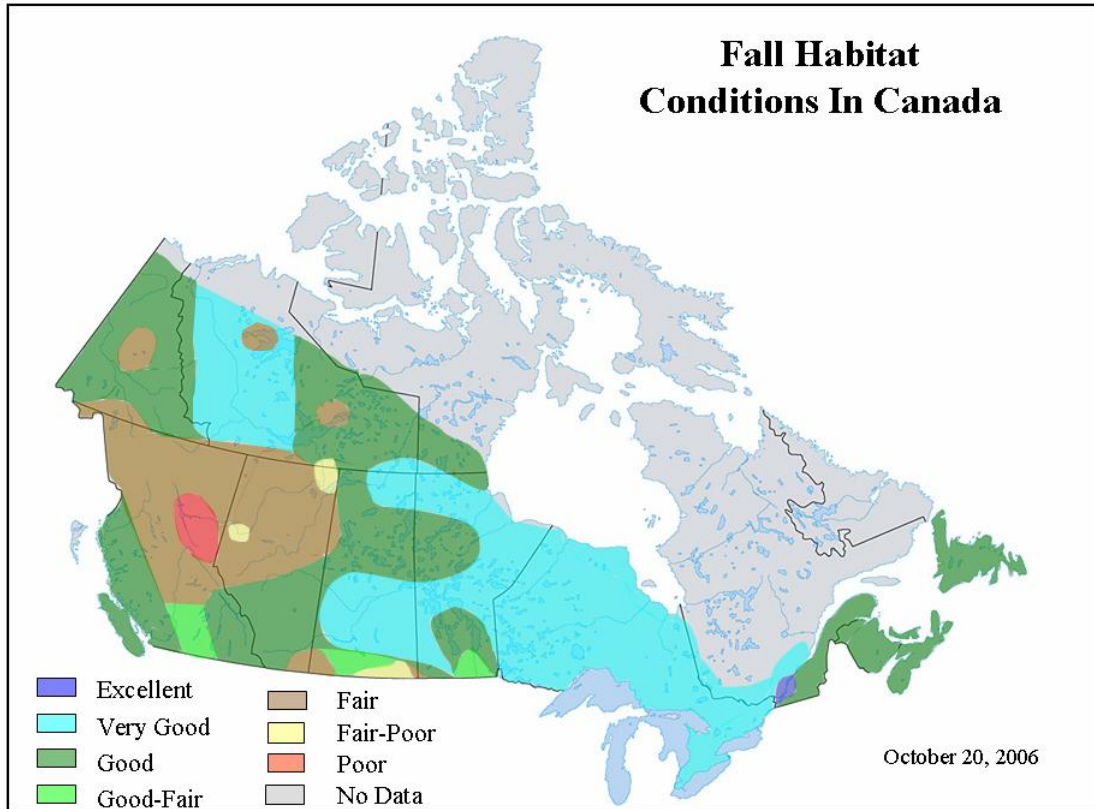 Fall Habitat
Conditions In Canada
Excellent
Very Good
Good
Good-Fair
Fair
Fair-Poor
Poor
No Data
October 20, 2006